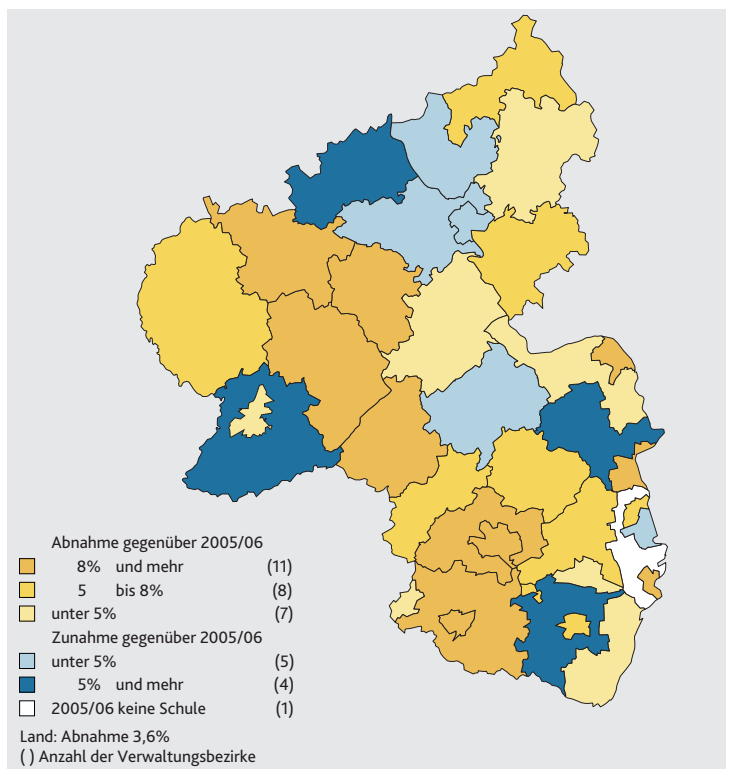 Abnahme gegenüber 2005/06
8% und mehr (11)
5 bis 8% (8)
unter 5% (7)
Zunahme gegenüber 2005/06
unter 5% (5)
5% und mehr (4)
2005/06 keine Schule (1)
Land: Abnahme 3,6%
( ) Anzahl der Verwaltungsbezirke